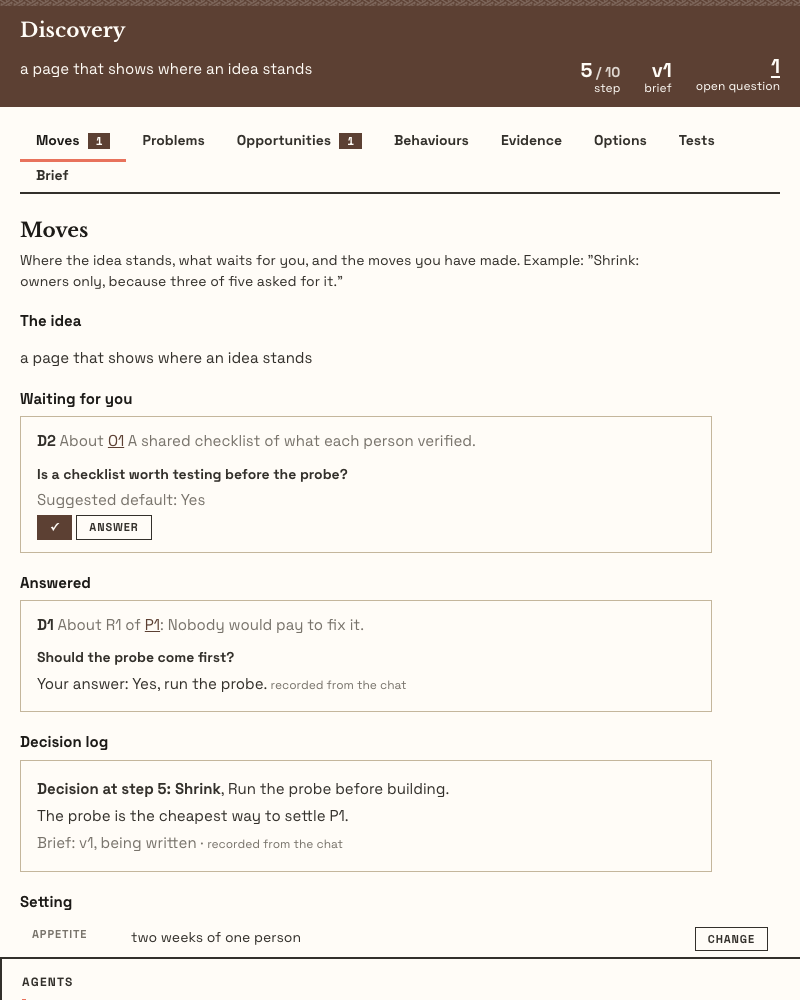 Discovery
a page that shows where an idea stands
5 / 10
step
v1
brief
1
open question
Moves 1 Problems Opportunities 1 Behaviours Evidence Options Tests
Brief
Moves
Where the idea stands, what waits for you, and the moves you have made. Example: ”Shrink:
owners only, because three of five asked for it.”
The idea
a page that shows where an idea stands
Waiting for you
D2 About O1 A shared checklist of what each person verified.
Is a checklist worth testing before the probe?
Suggested default: Yes
✓ ANSWER
Answered
D1 About R1 of P1: Nobody would pay to fix it.
Should the probe come first?
Your answer: Yes, run the probe. recorded from the chat
Decision log
Decision at step 5: Shrink, Run the probe before building.
The probe is the cheapest way to settle P1.
Brief: v1, being written · recorded from the chat
Setting
APPETITE two weeks of one person CHANGE
AGENTS